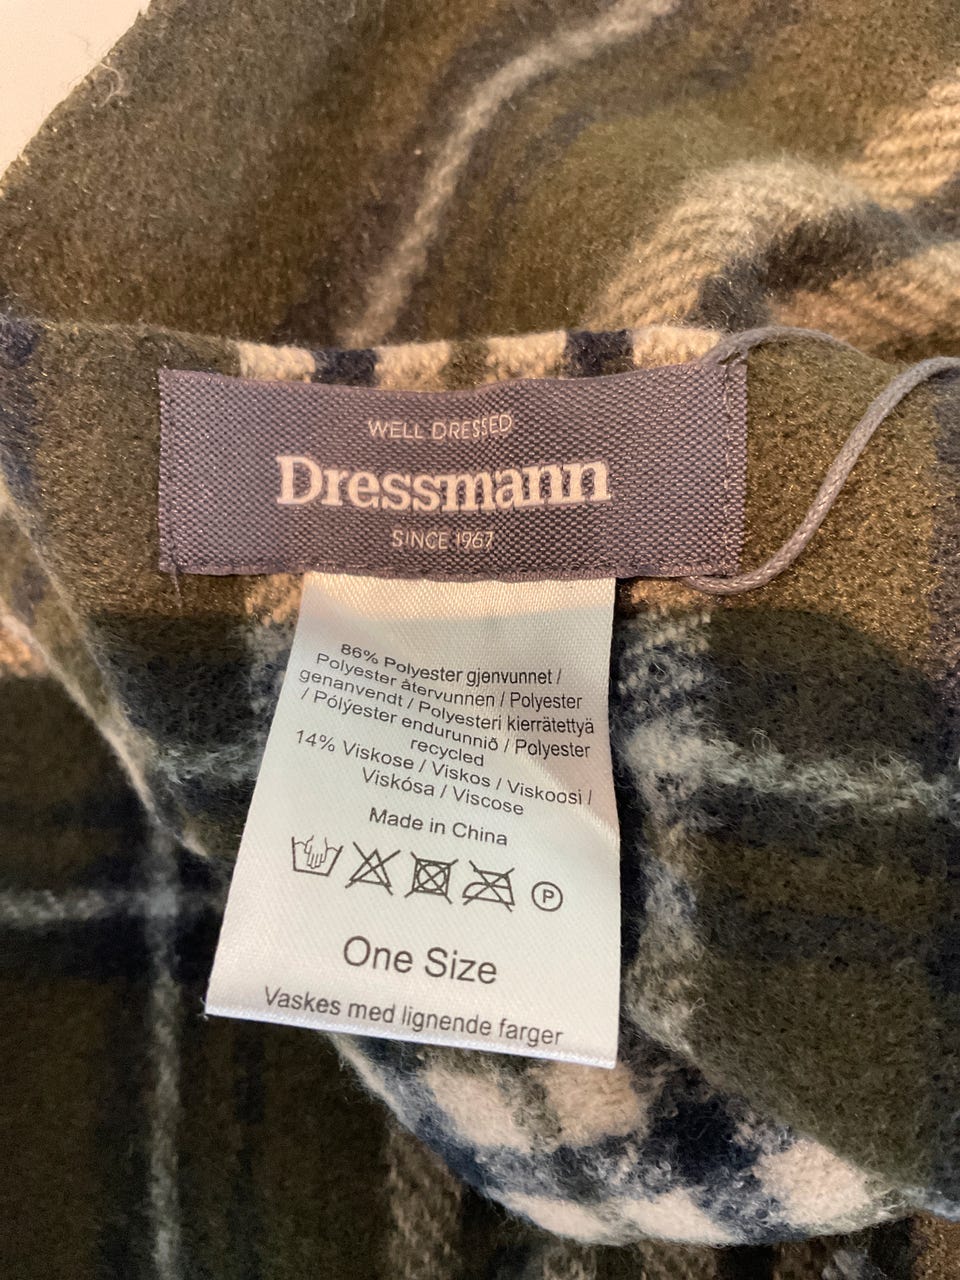 WELL DRESSED
Dressmann
SINCE 1967
86% Polyester gjenvunnet /
Polyester återvunnen / Polyester
genanvendt / Polyesteri kierrätettyä
/ Pólýester endurunnið / Polyester
recycled
14% Viskose / Viskos / Viskoosi /
Viskósa / Viscose
Made in China
P
One Size
Vaskes med lignende farger